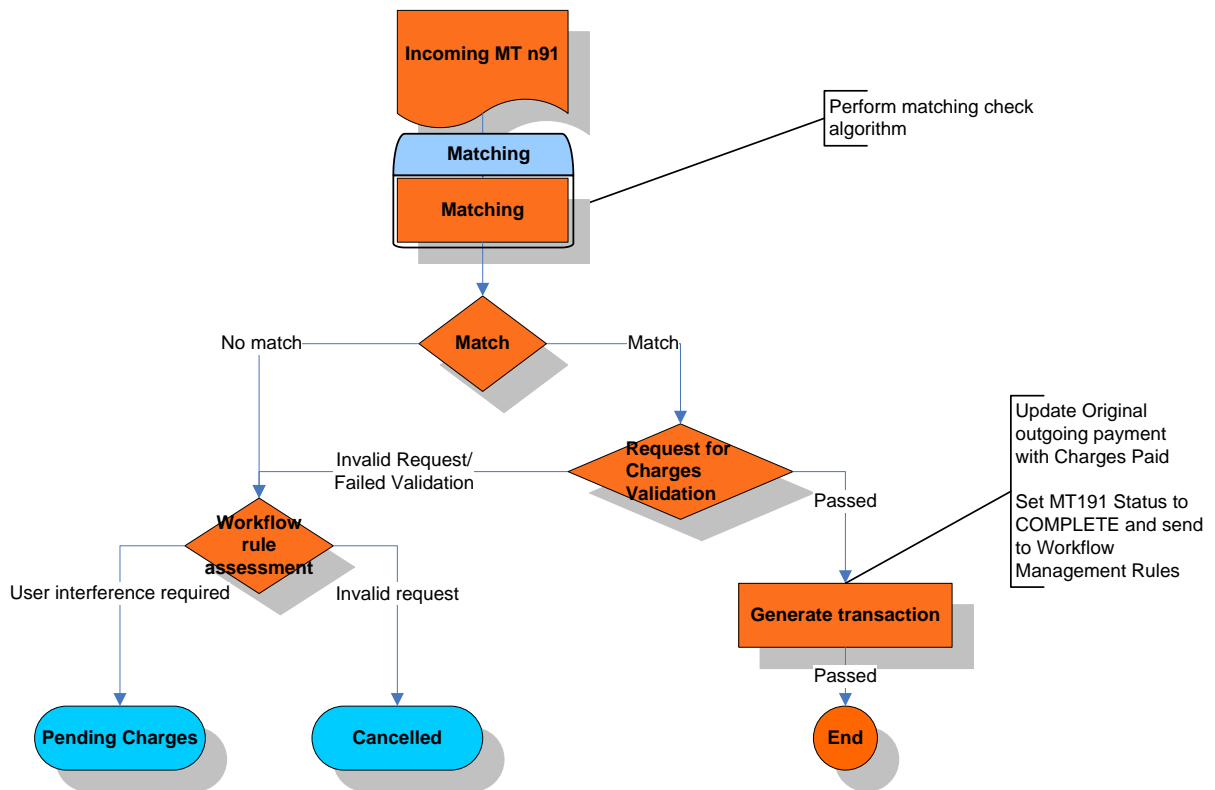 Incoming MT n91
Perform matching check
algorithm
Matching
Matching
Match
No match
Match
Request for
Charges
Validation
Invalid Request/
Failed Validation
Passed
Update Original
outgoing payment
with Charges Paid
Set MT191 Status to
COMPLETE and send
to Workflow
Management Rules
Workflow
rule
assessment
User interference required
Invalid request
Generate transaction
Passed
Pending Charges
Cancelled
End